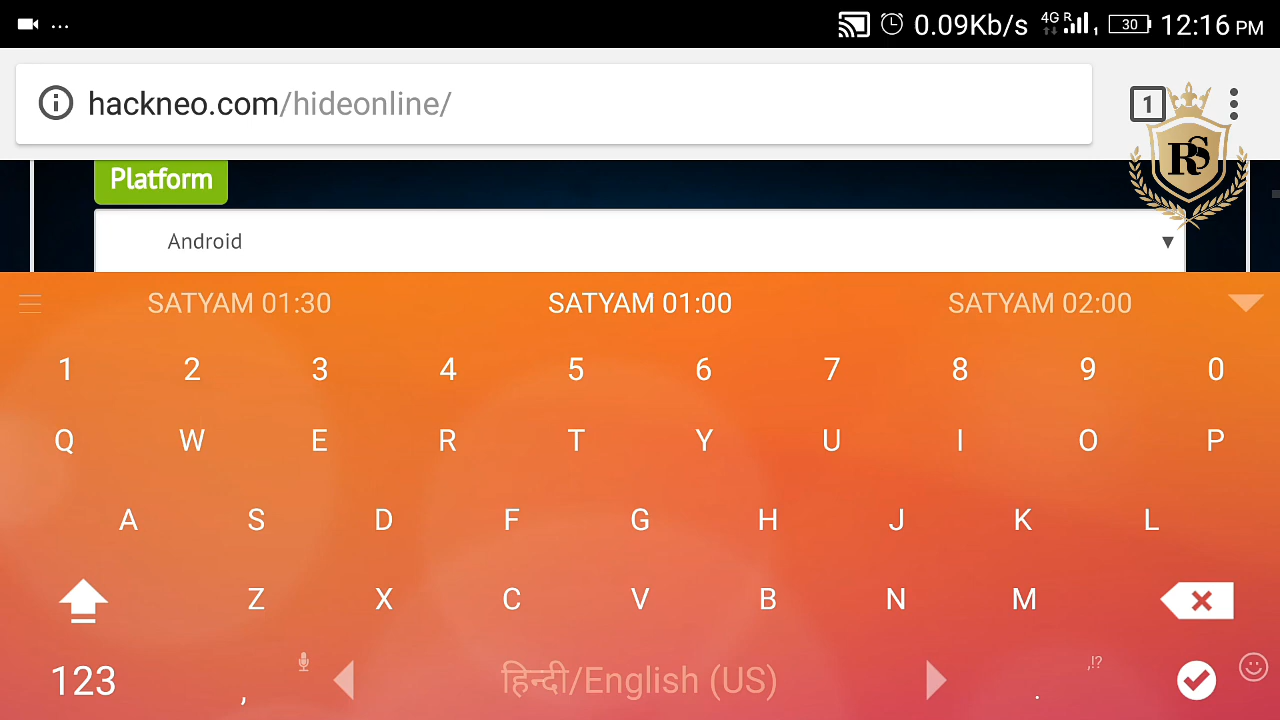 ... 0.09Kb/s 4G R 1 30 12:16 PM
hackneo.com/hideonline/ 1
RS
Platform
Android
SATYAM 01:30 SATYAM 01:00 SATYAM 02:00
1 2 3 4 5 6 7 8 9 0
Q W E R T Y U I O P
A S D F G H J K L
Z X C V B N M
123 , हिन्दी/English (US) . ,!?